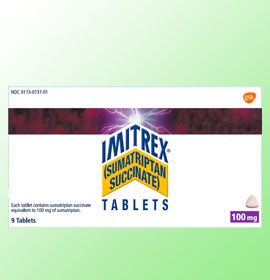 NDC 0173-0737-01
gsk
IMITREX®
(SUMATRIPTAN
SUCCINATE)
TABLETS
Each tablet contains sumatriptan succinate
equivalent to 100 mg of sumatriptan.
9 Tablets
100 mg